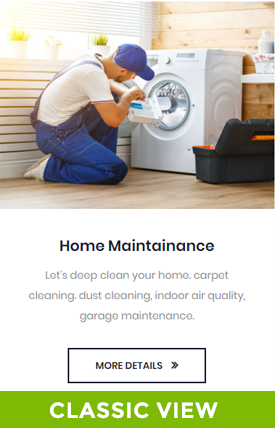 Home Maintainance
Let's deep clean your home. carpet
cleaning. dust cleaning, indoor air quality,
garage maintenance.
MORE DETAILS »
CLASSIC VIEW